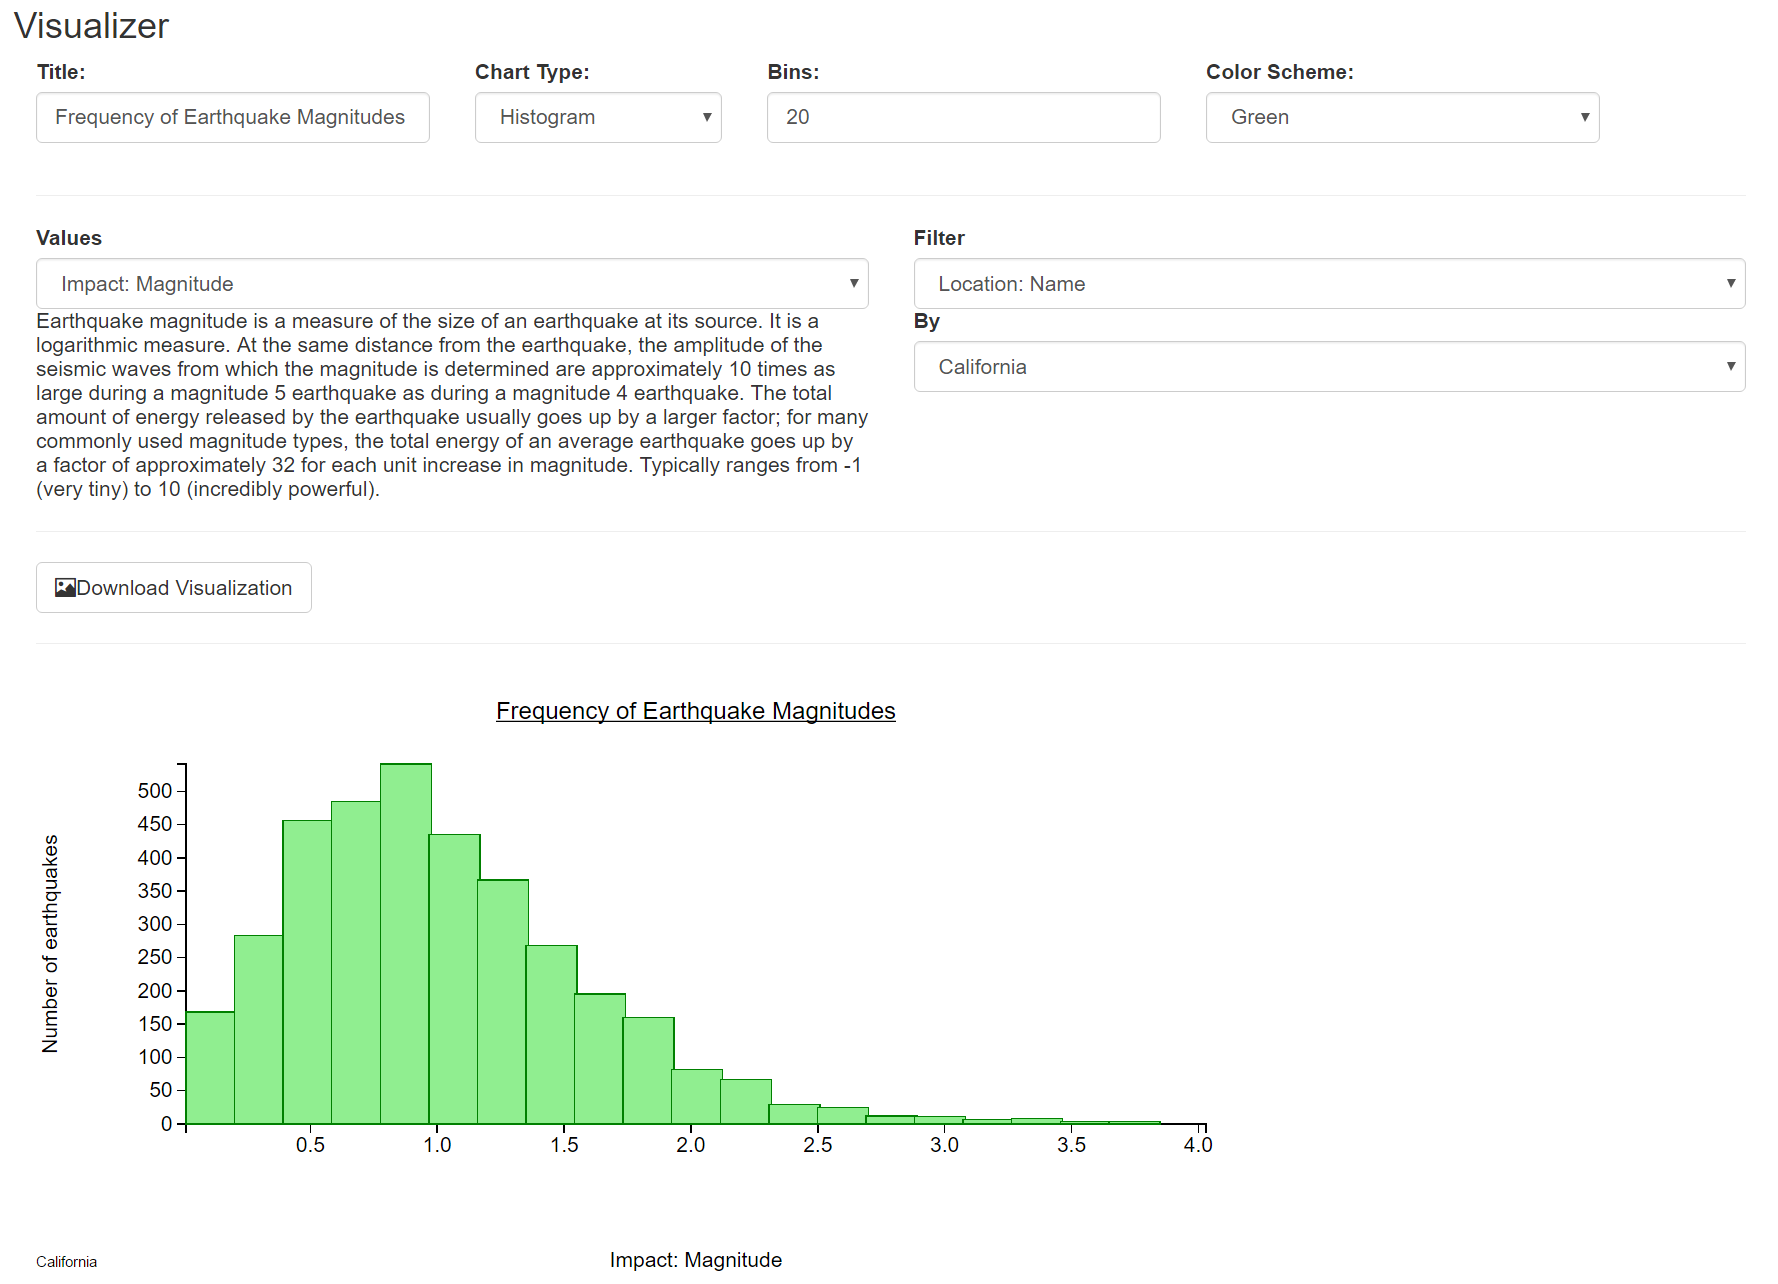 Visualizer
Title: Chart Type: Bins: Color Scheme:
Frequency of Earthquake Magnitudes Histogram 20 Green
Values
Impact: Magnitude
Earthquake magnitude is a measure of the size of an earthquake at its source. It is a
logarithmic measure. At the same distance from the earthquake, the amplitude of the
seismic waves from which the magnitude is determined are approximately 10 times as
large during a magnitude 5 earthquake as during a magnitude 4 earthquake. The total
amount of energy released by the earthquake usually goes up by a larger factor; for many
commonly used magnitude types, the total energy of an average earthquake goes up by
a factor of approximately 32 for each unit increase in magnitude. Typically ranges from -1
(very tiny) to 10 (incredibly powerful).
Filter
Location: Name
By
California
Download Visualization
Frequency of Earthquake Magnitudes
Number of earthquakes
500
450
400
350
300
250
200
150
100
50
0
0.5 1.0 1.5 2.0 2.5 3.0 3.5 4.0
California
Impact: Magnitude